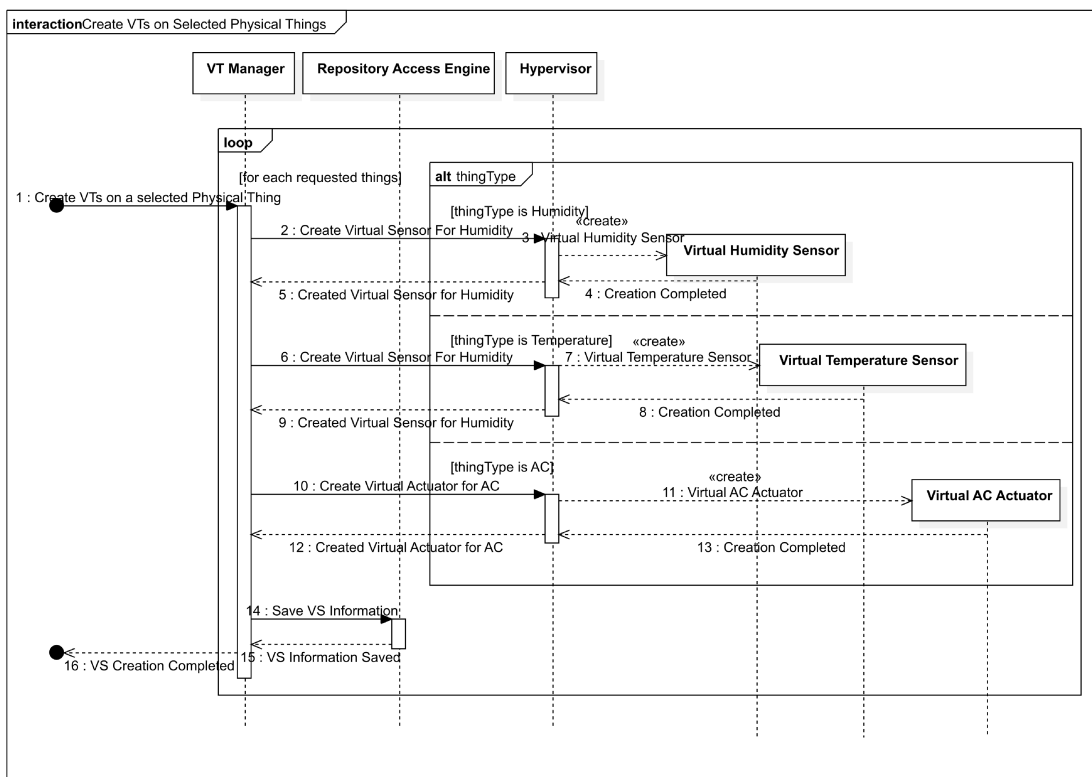 interactionCreate VTs on Selected Physical Things
VT Manager
Repository Access Engine
Hypervisor
loop
[for each requested things]
alt thingType
1 : Create VTs on a selected Physical Thing
[thingType is Humidity]
«create»
2 : Create Virtual Sensor For Humidity
3 : Virtual Humidity Sensor
Virtual Humidity Sensor
5 : Created Virtual Sensor for Humidity
4 : Creation Completed
[thingType is Temperature]
«create»
6 : Create Virtual Sensor For Humidity
7 : Virtual Temperature Sensor
Virtual Temperature Sensor
8 : Creation Completed
9 : Created Virtual Sensor for Humidity
[thingType is AC]
«create»
10 : Create Virtual Actuator for AC
11 : Virtual AC Actuator
Virtual AC Actuator
12 : Created Virtual Actuator for AC
13 : Creation Completed
14 : Save VS Information
15 : VS Information Saved
16 : VS Creation Completed